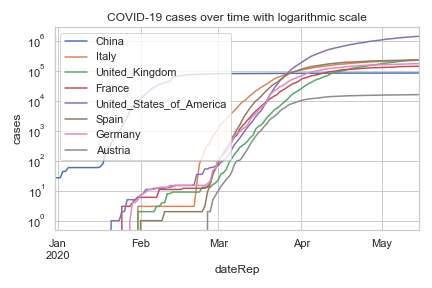 COVID-19 cases over time with logarithmic scale
10^6
10^5
10^4
10^3
10^2
10^1
10^0
cases
China
Italy
United_Kingdom
France
United_States_of_America
Spain
Germany
Austria
Jan
2020
Feb
Mar
Apr
May
dateRep